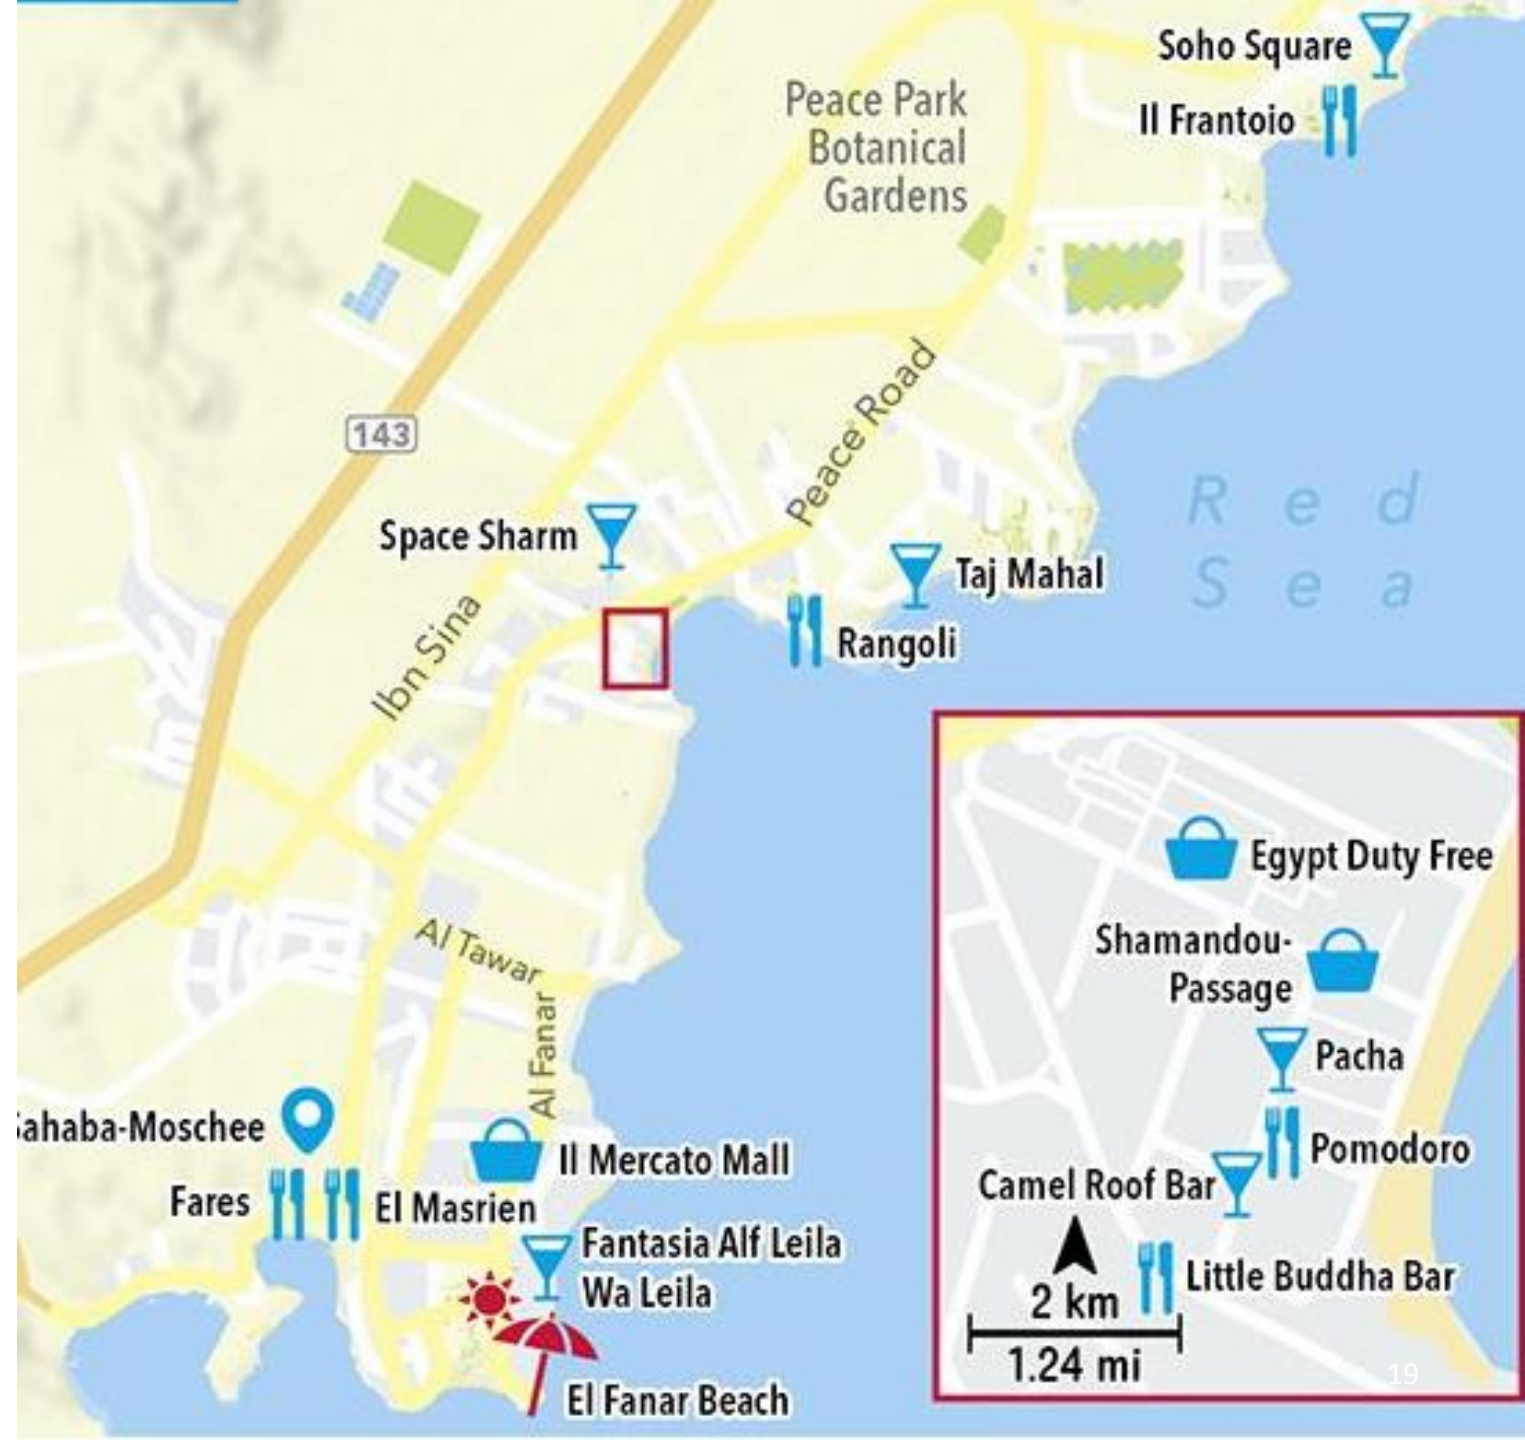 Soho Square
Il Frantoio
Peace Park
Botanical
Gardens
143
Peace Road
Space Sharm
Taj Mahal
Rangoli
Ibn Sina
Red
Sea
Al Tawar
Al Fanar
ahaba-Moschee
Fares
El Masrien
Il Mercato Mall
Fantasia Alf Leila
Wa Leila
El Fanar Beach
Egypt Duty Free
Shamandou-
Passage
Pacha
Pomodoro
Camel Roof Bar
Little Buddha Bar
2 km
1.24 mi
19